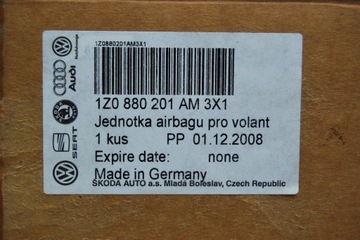 1Z0880201AM3X1
Audi
SEAT
1Z0 880 201 AM 3X1
Jednotka airbagu pro volant
1 kus PP 01.12.2008
Expire date: none
Made in Germany
ŠKODA AUTO a.s. Mladá Boleslav, Czech Republic